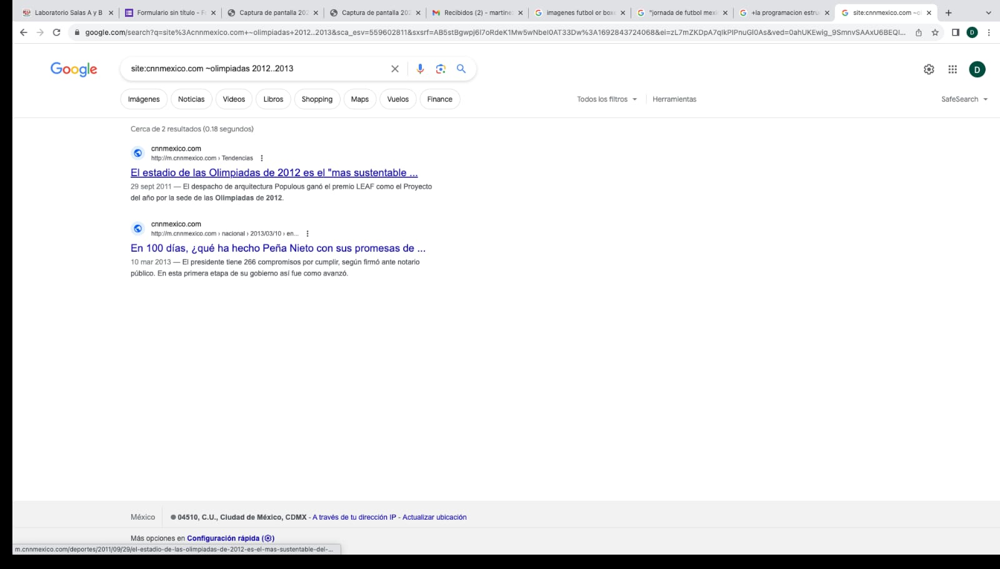 Laboratorio Salas A y B
Formulario sin título - Fo
Captura de pantalla 202
Captura de pantalla 202
Recibidos (2) - martinez
imagenes futbol or boxe
"jornada de futbol mexi
+la programacion estru
site:cnnmexico.com ~ol
google.com/search?q=site%3Acnnmexico.com+~olimpiadas+2012..2013&sca_esv=559602811&sxsrf=AB5stBgwpj6l7oRdeK1Mw5wNbeI0AT33Dw%3A1692843724068&ei=zL7mZKDpA7qlkPIPnuGI0As&ved=0ahUKEwig_9SmnvSAAxU6BEQI...
D
Google
site:cnnmexico.com ~olimpiadas 2012..2013
D
Imágenes
Noticias
Videos
Libros
Shopping
Maps
Vuelos
Finance
Todos los filtros
Herramientas
SafeSearch
Cerca de 2 resultados (0.18 segundos)
cnnmexico.com
http://m.cnnmexico.com › Tendencias
El estadio de las Olimpiadas de 2012 es el "mas sustentable ...
29 sept 2011 — El despacho de arquitectura Populous ganó el premio LEAF como el Proyecto
del año por la sede de las Olimpiadas de 2012.
cnnmexico.com
http://m.cnnmexico.com › nacional › 2013/03/10 › en...
En 100 días, ¿qué ha hecho Peña Nieto con sus promesas de ...
10 mar 2013 — El presidente tiene 266 compromisos por cumplir, según firmó ante notario
público. En esta primera etapa de su gobierno así fue como avanzó.
México
04510, C.U., Ciudad de México, CDMX - A través de tu dirección IP - Actualizar ubicación
Más opciones en Configuración rápida
m.cnnmexico.com/deportes/2011/09/29/el-estadio-de-las-olimpiadas-de-2012-es-el-mas-sustentable-del-...